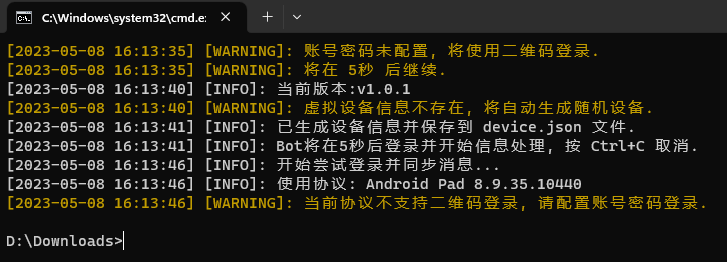 C:\Windows\system32\cmd.e
[2023-05-08 16:13:35] [WARNING]: 账号密码未配置, 将使用二维码登录.
[2023-05-08 16:13:35] [WARNING]: 将在 5秒 后继续.
[2023-05-08 16:13:40] [INFO]: 当前版本:v1.0.1
[2023-05-08 16:13:40] [WARNING]: 虚拟设备信息不存在, 将自动生成随机设备.
[2023-05-08 16:13:41] [INFO]: 已生成设备信息并保存到 device.json 文件.
[2023-05-08 16:13:41] [INFO]: Bot将在5秒后登录并开始信息处理, 按 Ctrl+C 取消.
[2023-05-08 16:13:46] [INFO]: 开始尝试登录并同步消息...
[2023-05-08 16:13:46] [INFO]: 使用协议: Android Pad 8.9.35.10440
[2023-05-08 16:13:46] [WARNING]: 当前协议不支持二维码登录, 请配置账号密码登录.
D:\Downloads>